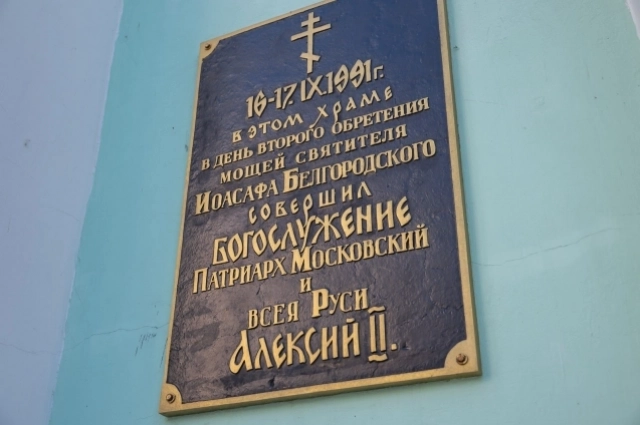 16-17.IX.1991г.
в этом храме
в день второго обретения
мощей святителя
Иоасафа Белгородского
совершил
Богослужение
Патриарх Московский
и
всея Руси
Алексий II.